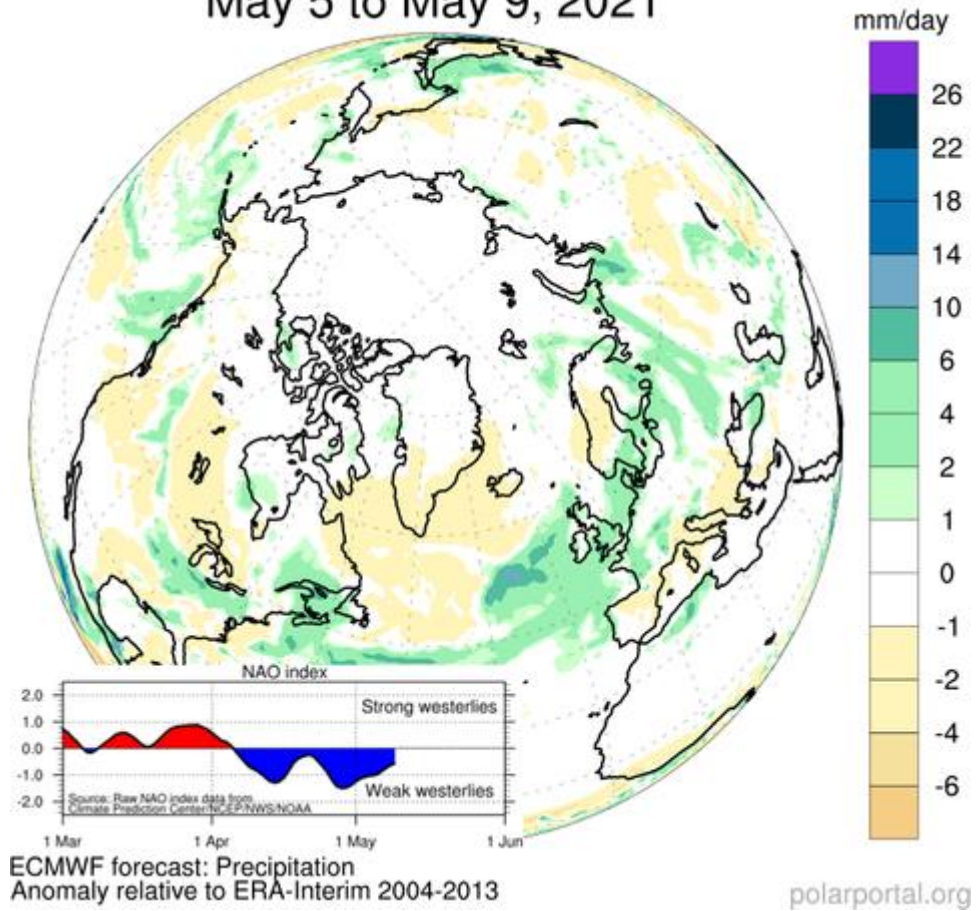 May 5 to May 9, 2021
mm/day
26
22
18
14
10
6
4
2
1
0
-1
-2
-4
-6
NAO index
2.0
1.0
0.0
-1.0
-2.0
Strong westerlies
Weak westerlies
Source: Raw NAO index data from
Climate Prediction Center/NCEP/NWS/NOAA
1 Mar
1 Apr
1 May
1 Jun
ECMWF forecast: Precipitation
Anomaly relative to ERA-Interim 2004-2013
polarportal.org